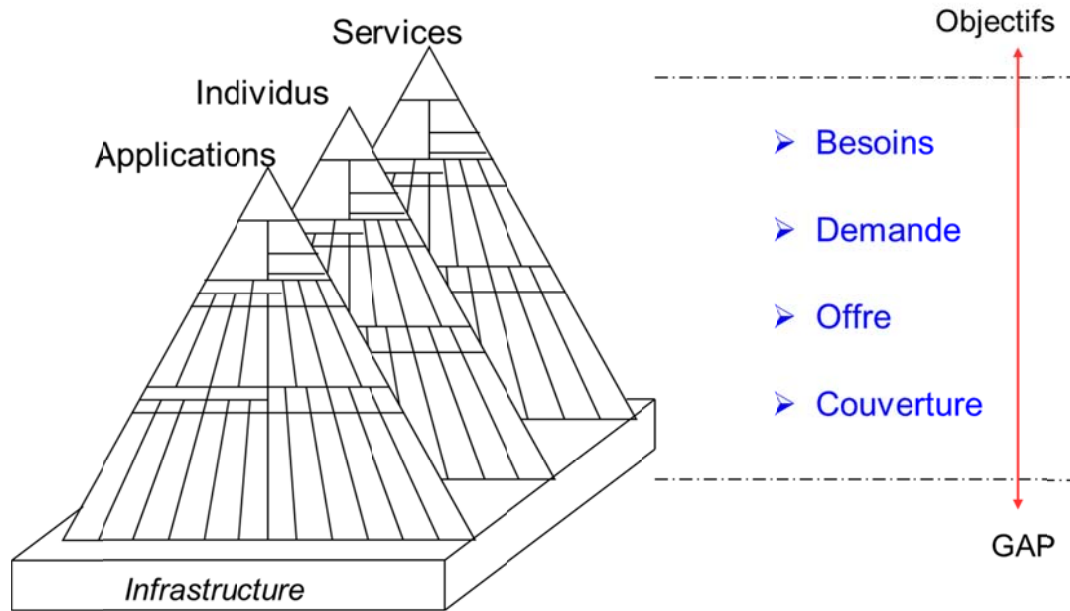 Services
Individus
Applications
Infrastructure
Objectifs
Besoins
Demande
Offre
Couverture
GAP